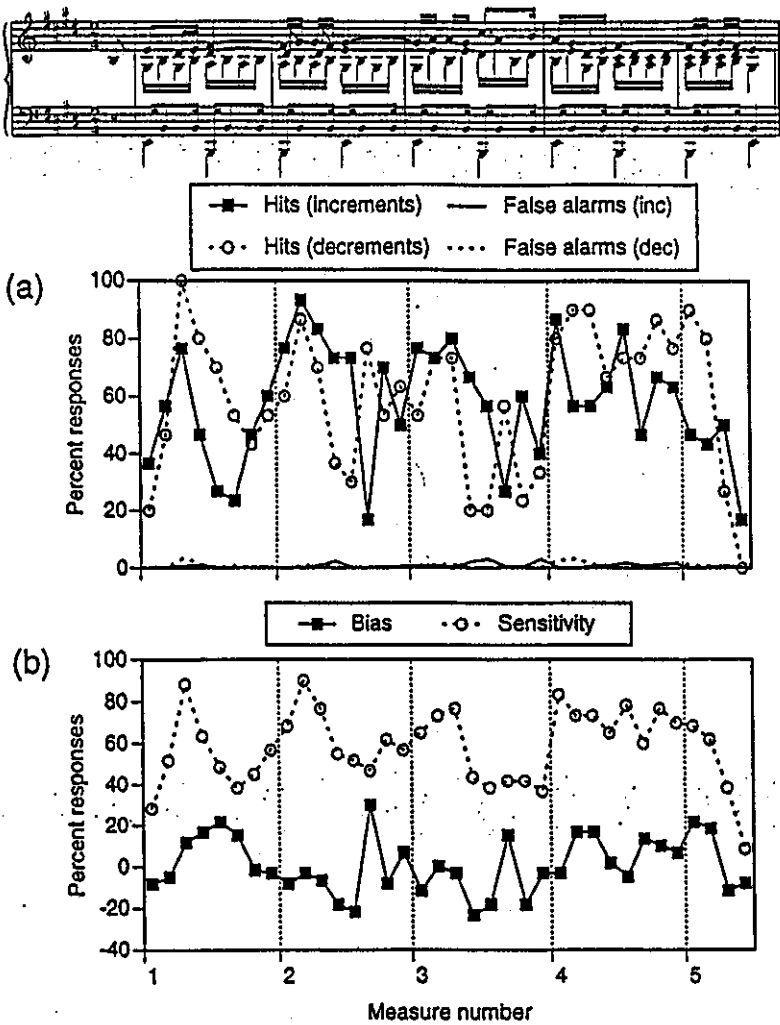 Hits (increments) False alarms (inc)
Hits (decrements) False alarms (dec)
(a)
100
80
60
40
20
0
Percent responses
Bias Sensitivity
(b)
100
80
60
40
20
0
-20
-40
Percent responses
1 2 3 4 5
Measure number